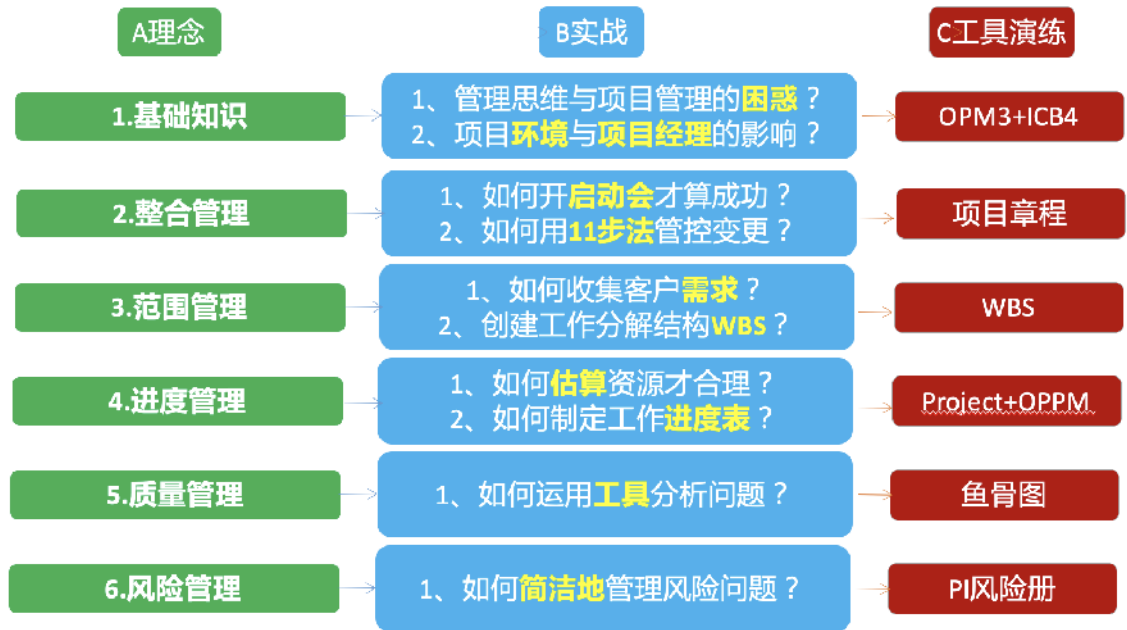 A理念
B实战
C工具演练
1.基础知识
1、管理思维与项目管理的困惑？
2、项目环境与项目经理的影响？
OPM3+ICB4
2.整合管理
1、如何开启动会才算成功？
2、如何用11步法管控变更？
项目章程
3.范围管理
1、如何收集客户需求？
2、创建工作分解结构WBS？
WBS
4.进度管理
1、如何估算资源才合理？
2、如何制定工作进度表？
Project+OPPM
5.质量管理
1、如何运用工具分析问题？
鱼骨图
6.风险管理
1、如何简洁地管理风险问题？
PI风险册